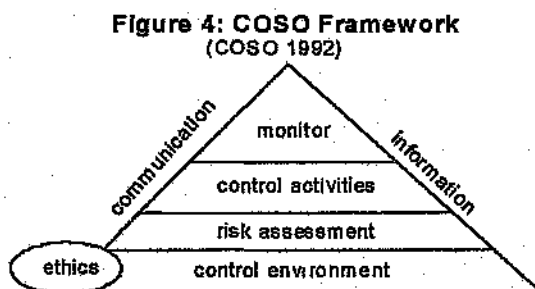 Figure 4: COSO Framework
(COSO 1992)
communication
information
monitor
control activities
risk assessment
ethics
control environment